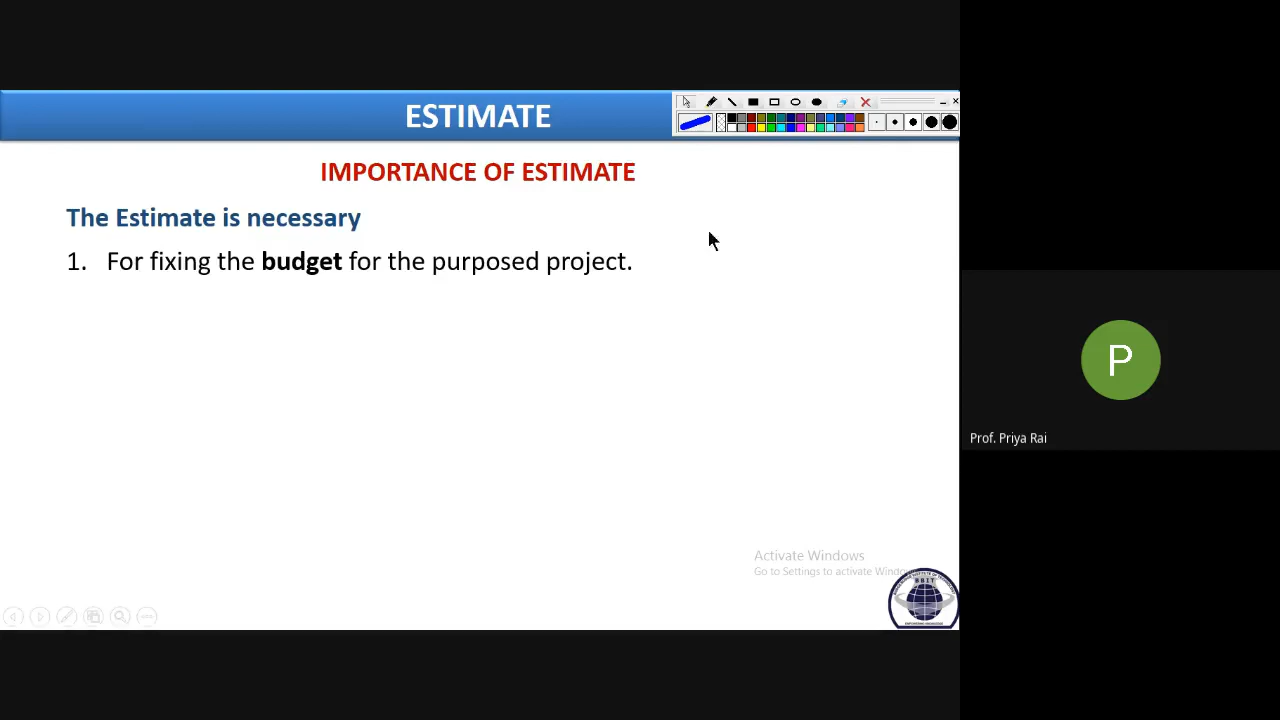 ESTIMATE
IMPORTANCE OF ESTIMATE
The Estimate is necessary
1. For fixing the budget for the purposed project.
P
Prof. Priya Rai
Activate Windows
Go to Settings to activate Windows
BBIT